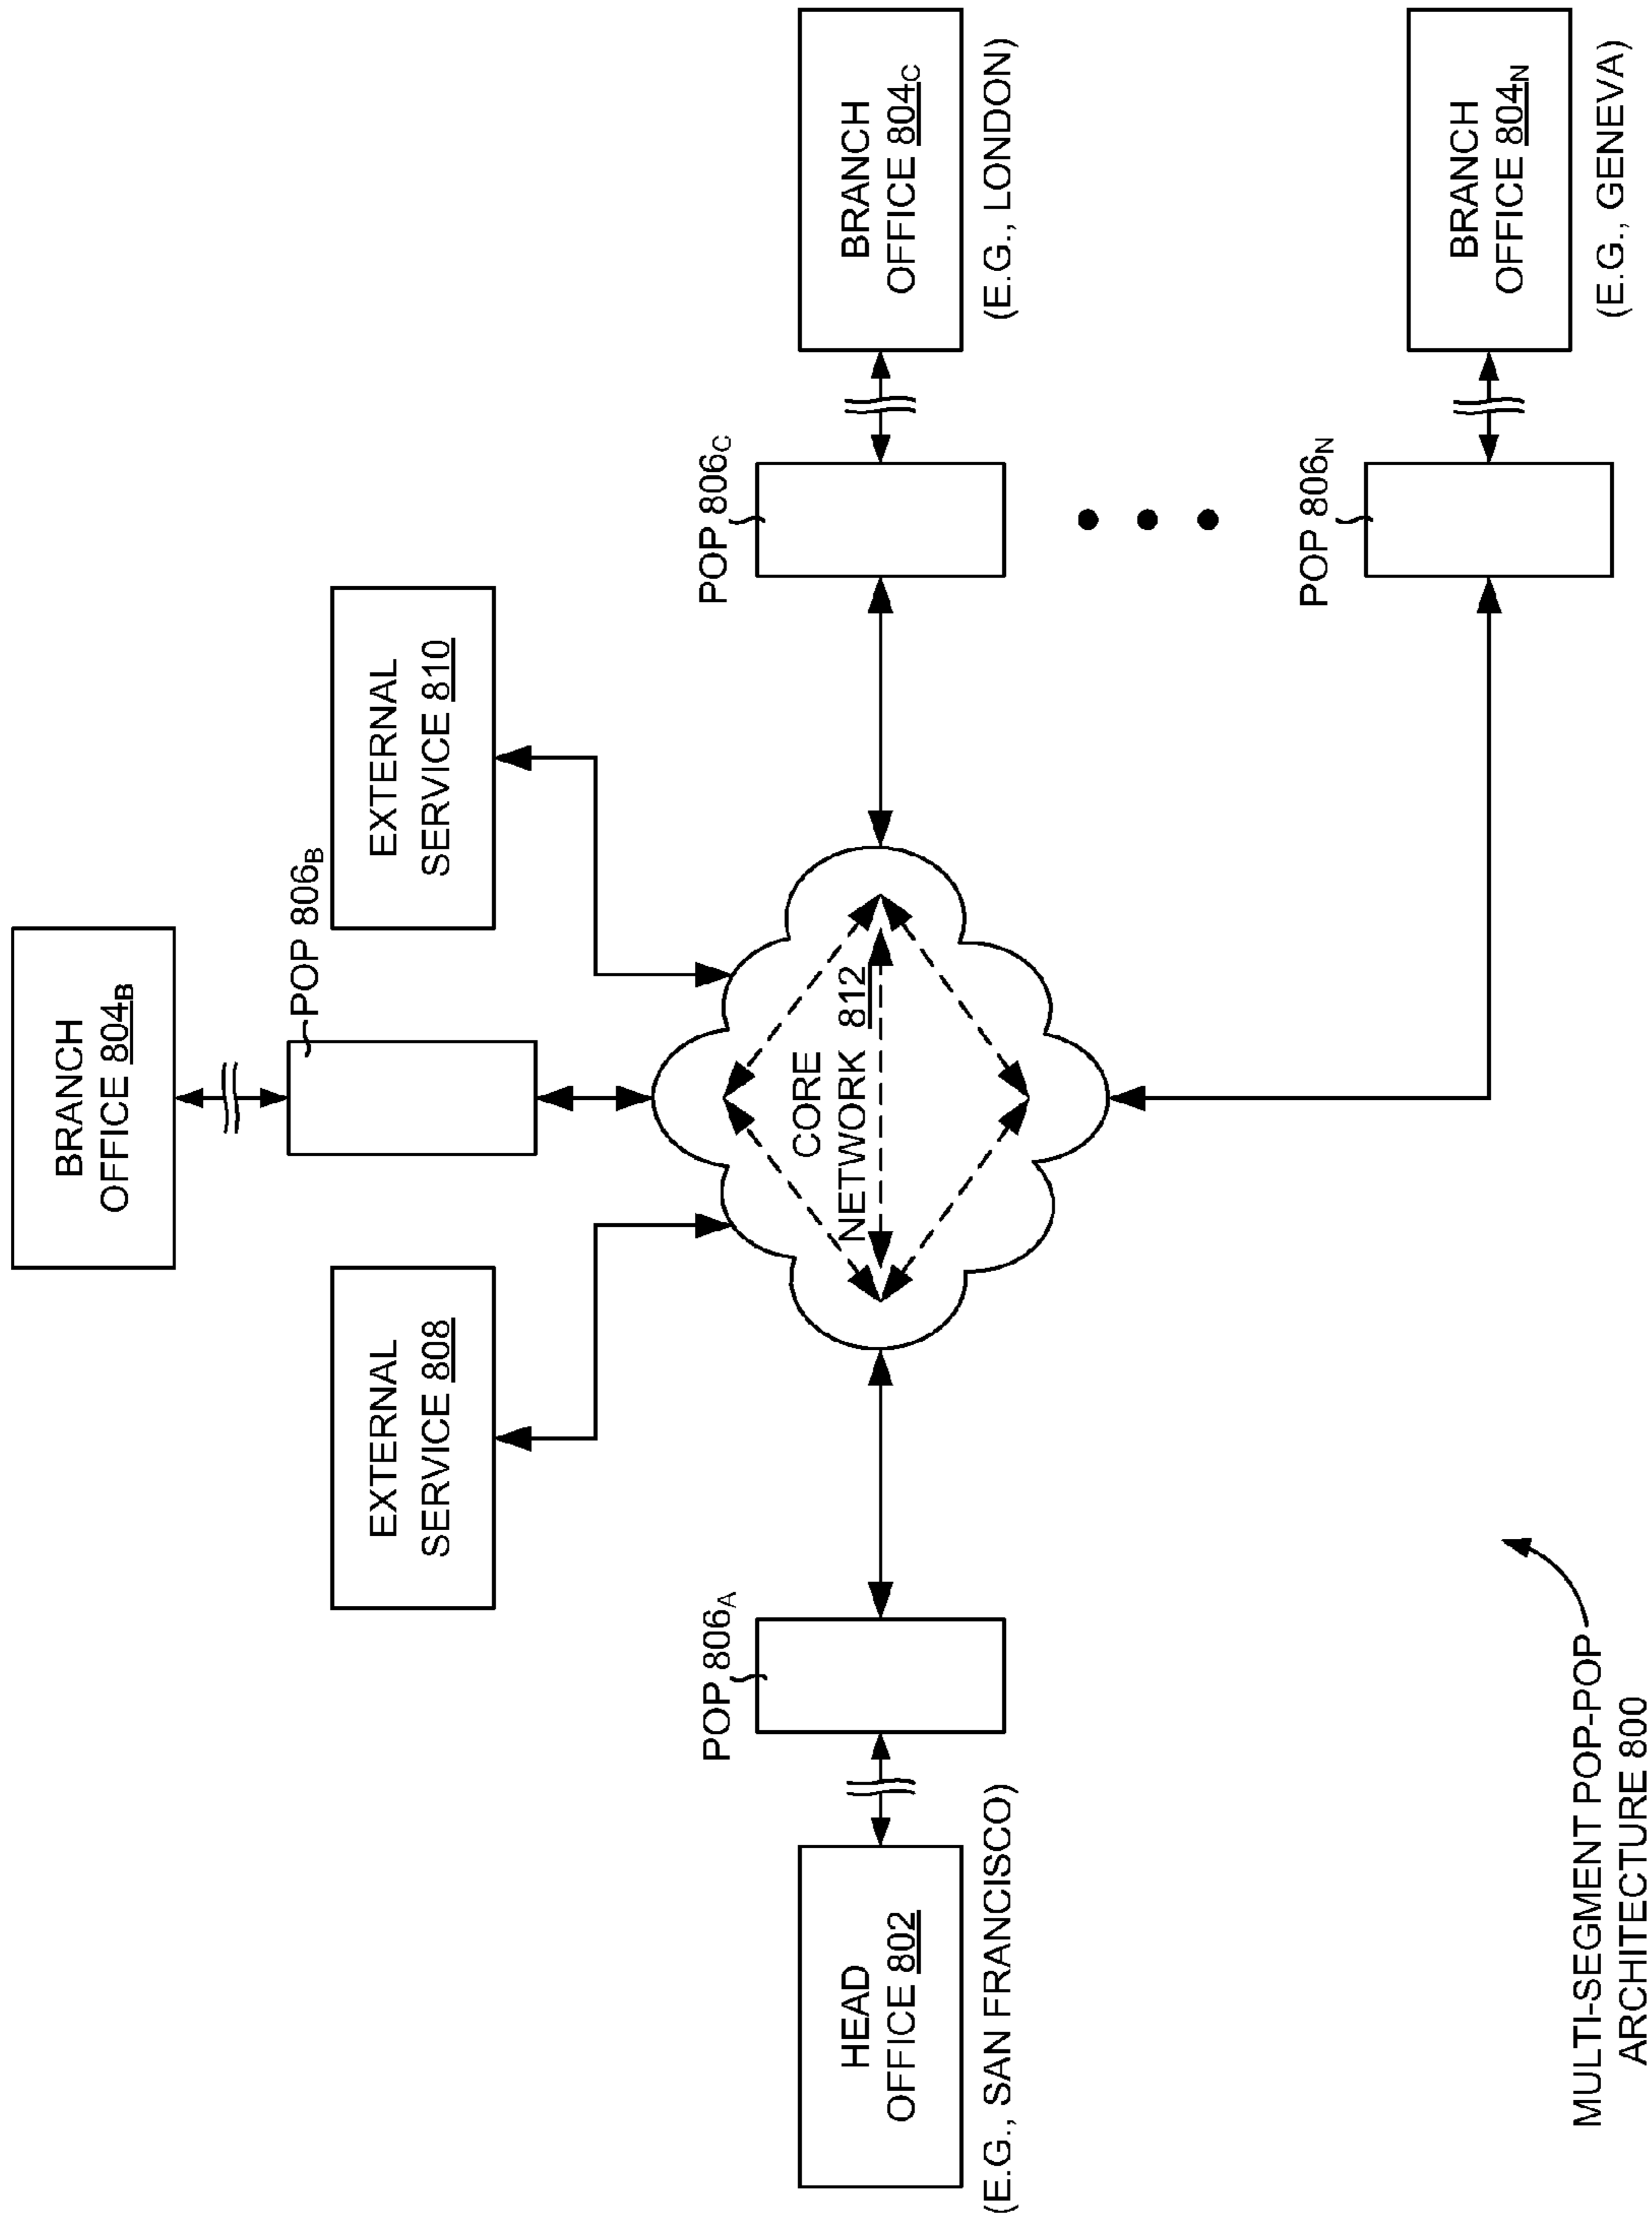 BRANCH
OFFICE 804B
POP 806B
EXTERNAL
SERVICE 808
EXTERNAL
SERVICE 810
HEAD
OFFICE 802
(E.G., SAN FRANCISCO)
POP 806A
CORE
NETWORK 812
POP 806C
BRANCH
OFFICE 804C
(E.G., LONDON)
POP 806N
BRANCH
OFFICE 804N
(E.G., GENEVA)
MULTI-SEGMENT POP-POP
ARCHITECTURE 800